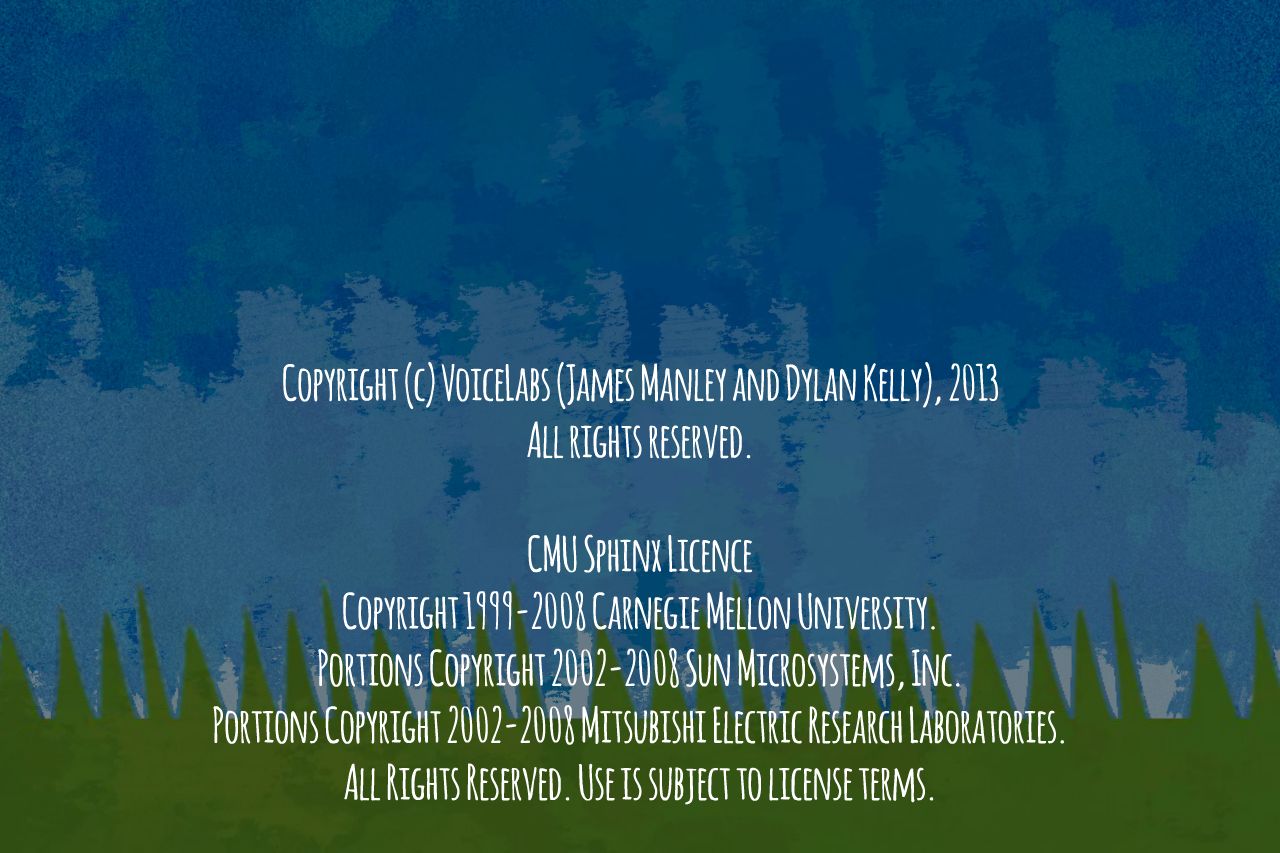 Copyright (c) VoiceLabs (James Manley and Dylan Kelly), 2013
All rights reserved.
CMU Sphinx Licence
Copyright 1999-2008 Carnegie Mellon University.
Portions Copyright 2002-2008 Sun Microsystems, Inc.
Portions Copyright 2002-2008 Mitsubishi Electric Research Laboratories.
All Rights Reserved. Use is subject to license terms.